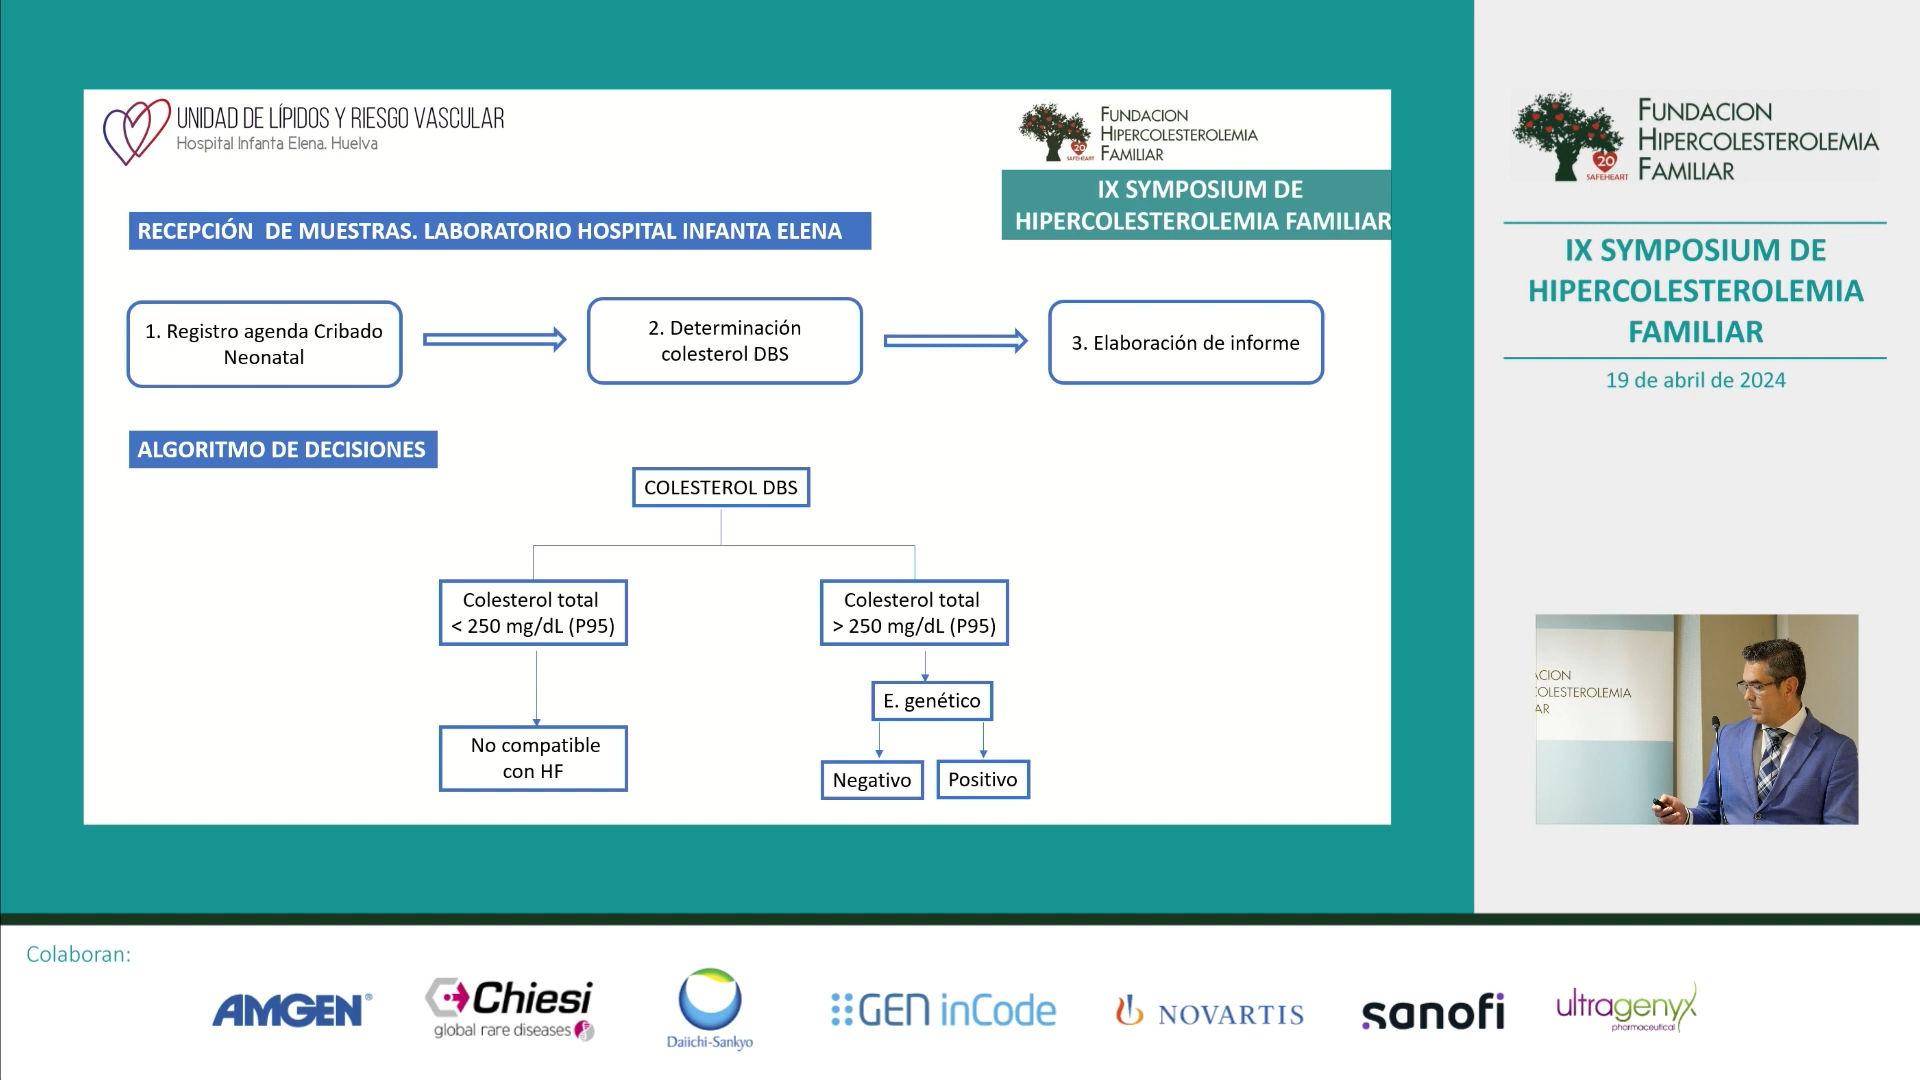 UNIDAD DE LÍPIDOS Y RIESGO VASCULAR
Hospital Infanta Elena. Huelva
FUNDACION
HIPERCOLESTEROLEMIA
FAMILIAR
20
SAFEHEART
IX SYMPOSIUM DE
HIPERCOLESTEROLEMIA FAMILIAR
RECEPCIÓN DE MUESTRAS. LABORATORIO HOSPITAL INFANTA ELENA
1. Registro agenda Cribado
Neonatal
2. Determinación
colesterol DBS
3. Elaboración de informe
ALGORITMO DE DECISIONES
COLESTEROL DBS
Colesterol total
< 250 mg/dL (P95)
Colesterol total
> 250 mg/dL (P95)
E. genético
No compatible
con HF
Negativo
Positivo
FUNDACION
HIPERCOLESTEROLEMIA
FAMILIAR
20
SAFEHEART
IX SYMPOSIUM DE
HIPERCOLESTEROLEMIA
FAMILIAR
19 de abril de 2024
ACION
COLESTEROLEMIA
AR
Colaboran:
AMGEN®
Chiesi
global rare diseases
Daiichi-Sankyo
GEN inCode
NOVARTIS
sanofi
ultragenyx
pharmaceutical